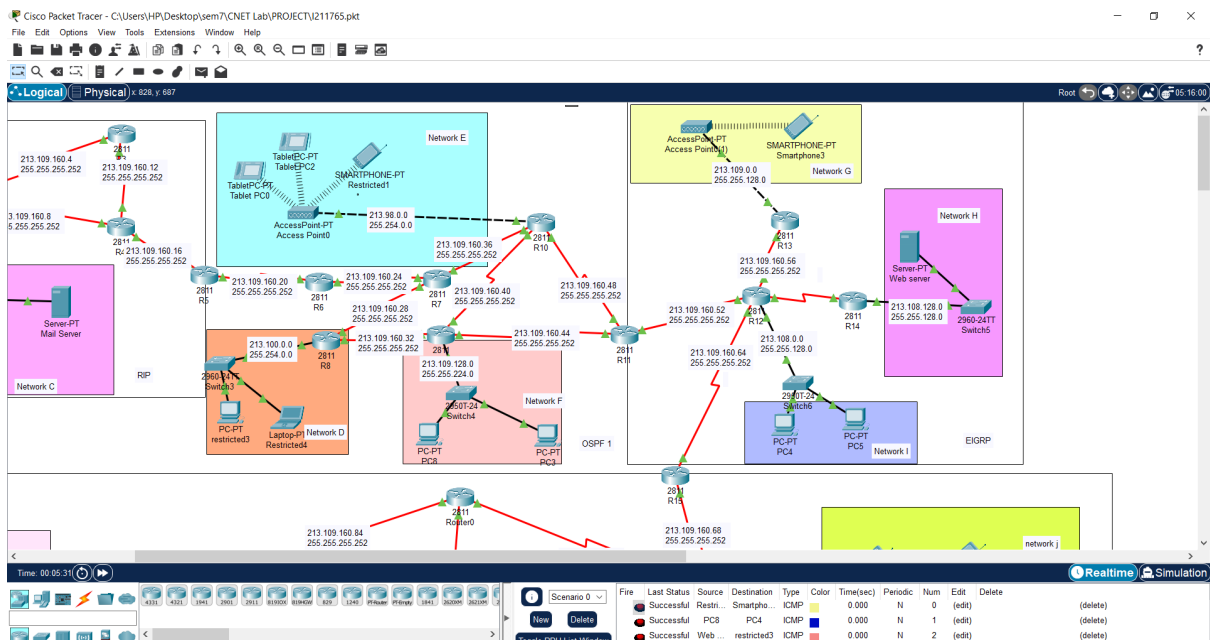 Cisco Packet Tracer - C:\Users\HP\Desktop\sem7\CNET Lab\PROJECT\I211765.pkt
File Edit Options View Tools Extensions Window Help
?
Logical Physical x: 828, y: 687
Root 05:16:00
2811
213.109.160.4
255.255.255.252
213.109.160.12
255.255.255.252
3.109.160.8
5.255.255.252
2811
213.109.160.16
255.255.255.252
2811
R5
Server-PT
Mail Server
Network C
RIP
Network E
TabletPC-PT
Tablet PC2
TabletPC-PT
Tablet PC0
SMARTPHONE-PT
Restricted1
AccessPoint-PT
Access Point0
213.98.0.0
255.254.0.0
2811
R10
213.109.160.36
255.255.255.252
213.109.160.20
255.255.255.252
2811
R6
213.109.160.24
255.255.255.252
2811
R7
213.109.160.40
255.255.255.252
213.109.160.48
255.255.255.252
213.109.160.28
255.255.255.252
213.109.160.32
255.255.255.252
213.109.160.44
255.255.255.252
2811
R11
213.100.0.0
255.254.0.0
2811
R8
2960-24TT
Switch3
PC-PT
restricted3
Laptop-PT
Restricted4
Network D
213.109.128.0
255.255.224.0
2950T-24
Switch4
Network F
PC-PT
PC8
PC-PT
PC3
OSPF 1
AccessPoint-PT
Access Point0(1)
SMARTPHONE-PT
Smartphone3
213.109.0.0
255.255.128.0
Network G
2811
R13
213.109.160.56
255.255.255.252
213.109.160.52
255.255.255.252
R12
2811
R14
Network H
Server-PT
Web server
213.108.128.0
255.255.128.0
2960-24TT
Switch5
213.109.160.64
255.255.255.252
213.108.0.0
255.255.128.0
2950T-24
Switch6
PC-PT
PC4
PC-PT
PC5
Network I
EIGRP
2811
R15
2811
Router0
213.109.160.84
255.255.255.252
213.109.160.68
255.255.255.252
network j
Time: 00:05:31
Realtime Simulation
4331 4321 1941 2901 2911 819IOX 819HGW 829 1240 PT-Router PT-Empty 1841 2620XM 2621XM
Scenario 0
New Delete
Toggle PDU List Window
Fire Last Status Source Destination Type Color Time(sec) Periodic Num Edit Delete
Successful Restri... Smartpho... ICMP 0.000 N 0 (edit) (delete)
Successful PC8 PC4 ICMP 0.000 N 1 (edit) (delete)
Successful Web ... restricted3 ICMP 0.000 N 2 (edit) (delete)